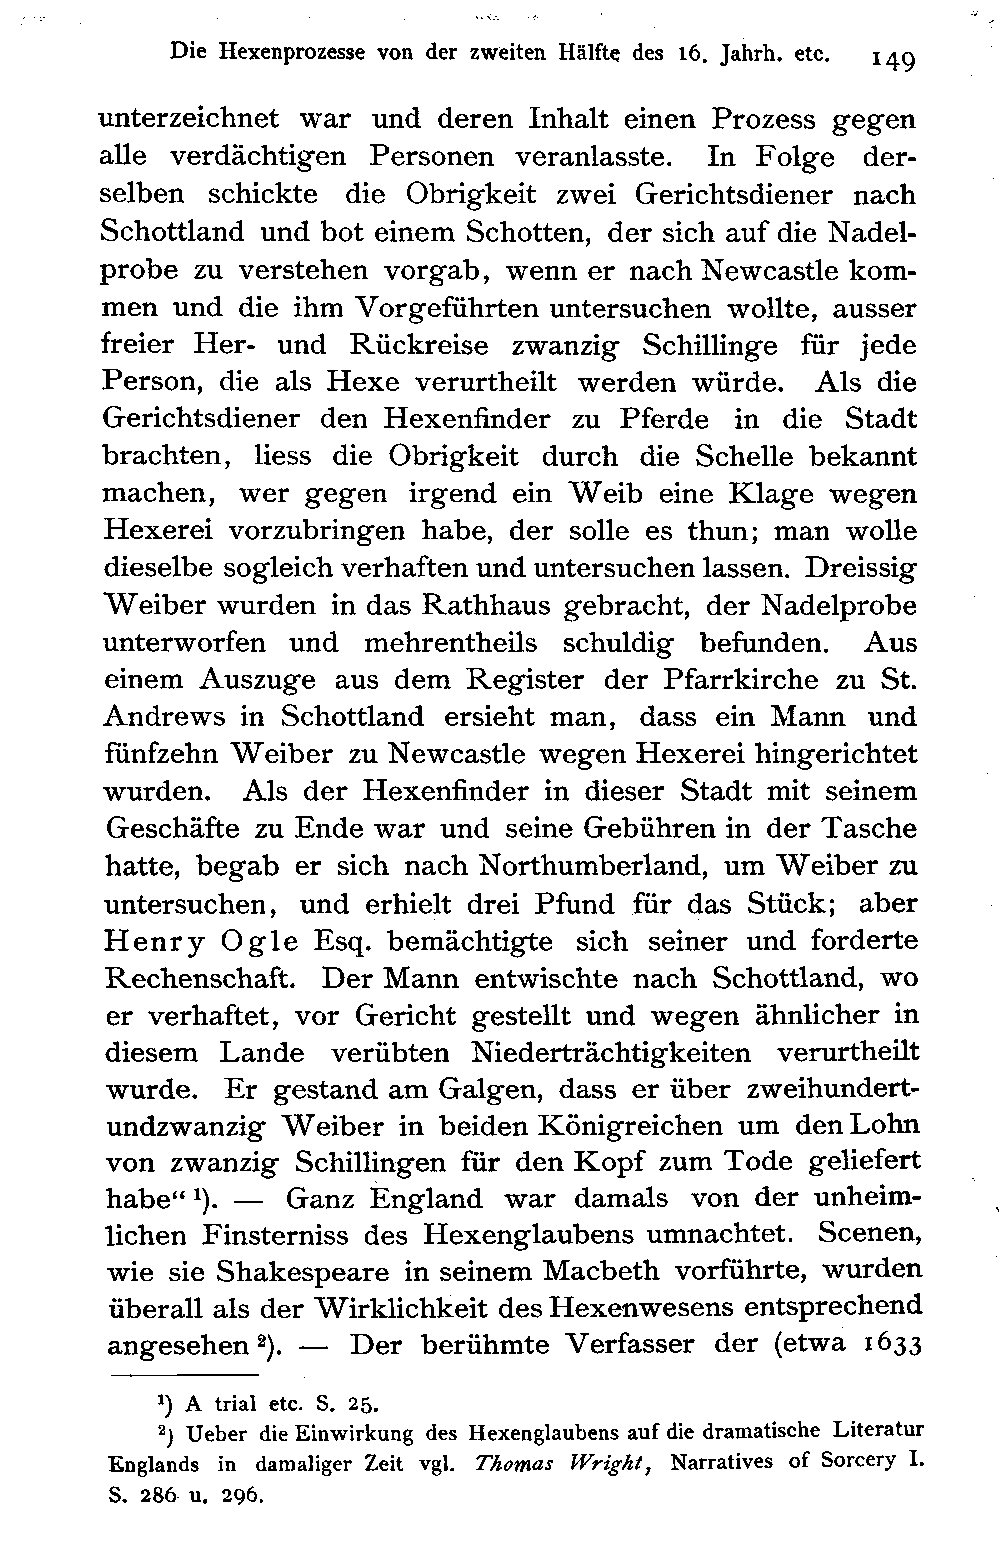 Die Hexenprozesse von der zweiten Hälfte des 16. Jahrh. etc. 149
unterzeichnet war und deren Inhalt einen Prozess gegen
alle verdächtigen Personen veranlasste. In Folge der-
selben schickte die Obrigkeit zwei Gerichtsdiener nach
Schottland und bot einem Schotten, der sich auf die Nadel-
probe zu verstehen vorgab, wenn er nach Newcastle kom-
men und die ihm Vorgeführten untersuchen wollte, ausser
freier Her- und Rückreise zwanzig Schillinge für jede
Person, die als Hexe verurtheilt werden würde. Als die
Gerichtsdiener den Hexenfinder zu Pferde in die Stadt
brachten, liess die Obrigkeit durch die Schelle bekannt
machen, wer gegen irgend ein Weib eine Klage wegen
Hexerei vorzubringen habe, der solle es thun; man wolle
dieselbe sogleich verhaften und untersuchen lassen. Dreissig
Weiber wurden in das Rathhaus gebracht, der Nadelprobe
unterworfen und mehrentheils schuldig befunden. Aus
einem Auszuge aus dem Register der Pfarrkirche zu St.
Andrews in Schottland ersieht man, dass ein Mann und
fünfzehn Weiber zu Newcastle wegen Hexerei hingerichtet
wurden. Als der Hexenfinder in dieser Stadt mit seinem
Geschäfte zu Ende war und seine Gebühren in der Tasche
hatte, begab er sich nach Northumberland, um Weiber zu
untersuchen, und erhielt drei Pfund für das Stück; aber
Henry Ogle Esq. bemächtigte sich seiner und forderte
Rechenschaft. Der Mann entwischte nach Schottland, wo
er verhaftet, vor Gericht gestellt und wegen ähnlicher in
diesem Lande verübten Niederträchtigkeiten verurtheilt
wurde. Er gestand am Galgen, dass er über zweihundert-
undzwanzig Weiber in beiden Königreichen um den Lohn
von zwanzig Schillingen für den Kopf zum Tode geliefert
habe“ ¹). — Ganz England war damals von der unheim-
lichen Finsterniss des Hexenglaubens umnachtet. Scenen,
wie sie Shakespeare in seinem Macbeth vorführte, wurden
überall als der Wirklichkeit des Hexenwesens entsprechend
angesehen ²). — Der berühmte Verfasser der (etwa 1633
¹) A trial etc. S. 25.
²) Ueber die Einwirkung des Hexenglaubens auf die dramatische Literatur
Englands in damaliger Zeit vgl. Thomas Wright, Narratives of Sorcery I.
S. 286 u. 296.